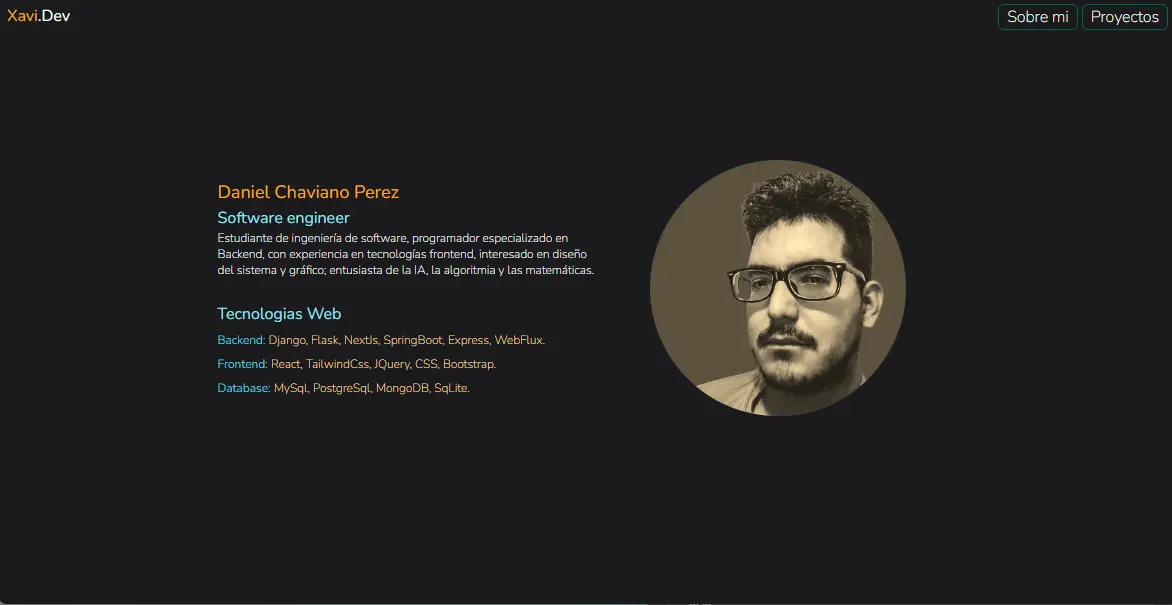 Xavi.Dev
Sobre mi
Proyectos
Daniel Chaviano Perez
Software engineer
Estudiante de ingeniería de software, programador especializado en
Backend, con experiencia en tecnologías frontend, interesado en diseño
del sistema y gráfico; entusiasta de la IA, la algoritmia y las matemáticas.
Tecnologias Web
Backend: Django, Flask, NextJs, SpringBoot, Express, WebFlux.
Frontend: React, TailwindCss, JQuery, CSS, Bootstrap.
Database: MySql, PostgreSql, MongoDB, SqLite.